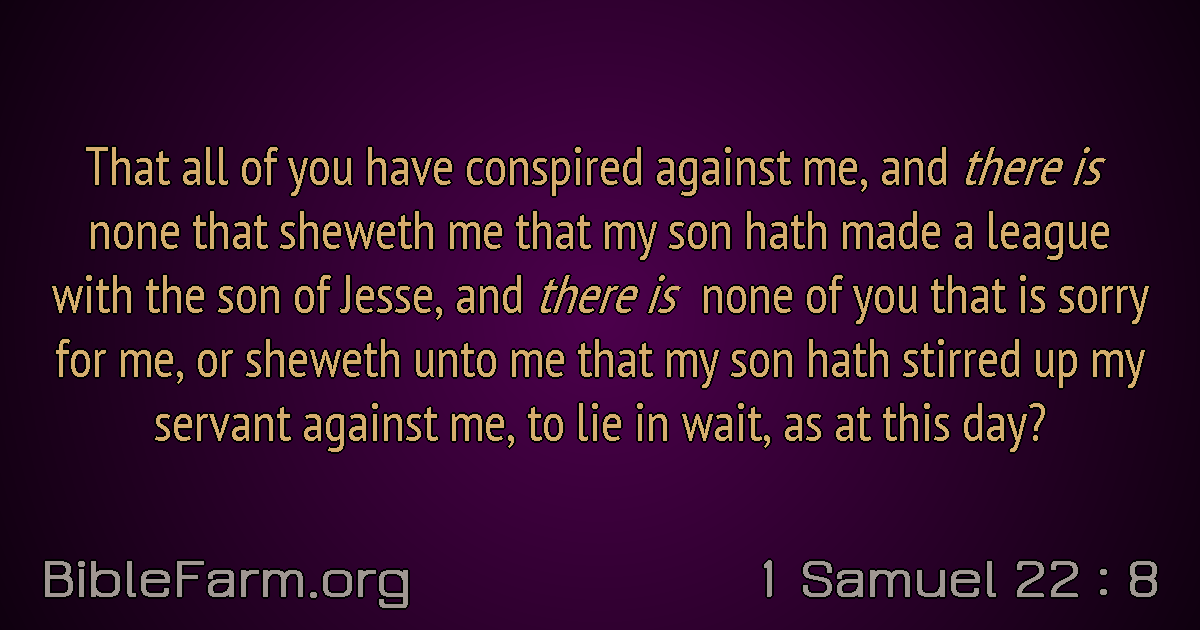 That all of you have conspired against me, and there is
none that sheweth me that my son hath made a league
with the son of Jesse, and there is none of you that is sorry
for me, or sheweth unto me that my son hath stirred up my
servant against me, to lie in wait, as at this day?
BibleFarm.org
1 Samuel 22 : 8